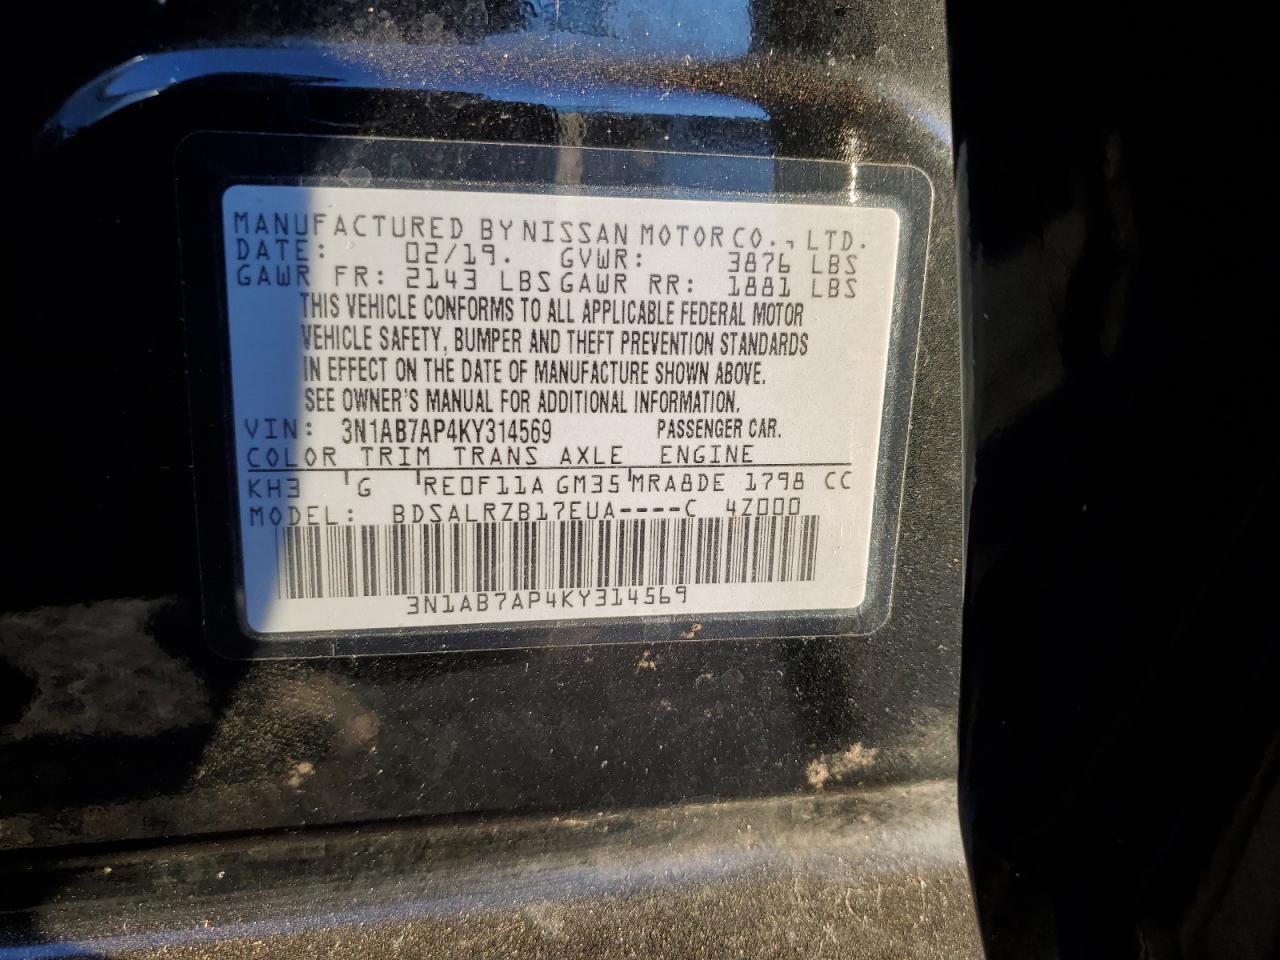 MANUFACTURED BY NISSAN MOTOR CO., LTD.
DATE: 02/19. GVWR: 3876 LBS
GAWR FR: 2143 LBS GAWR RR: 1881 LBS
THIS VEHICLE CONFORMS TO ALL APPLICABLE FEDERAL MOTOR
VEHICLE SAFETY, BUMPER AND THEFT PREVENTION STANDARDS
IN EFFECT ON THE DATE OF MANUFACTURE SHOWN ABOVE.
SEE OWNER'S MANUAL FOR ADDITIONAL INFORMATION.
VIN: 3N1AB7AP4KY314569 PASSENGER CAR.
COLOR TRIM TRANS AXLE ENGINE
KH3 G RE0F11A GM35 MRA8DE 1798 CC
MODEL: BDSALRZB17EUA----C 4Z000
3N1AB7AP4KY314569